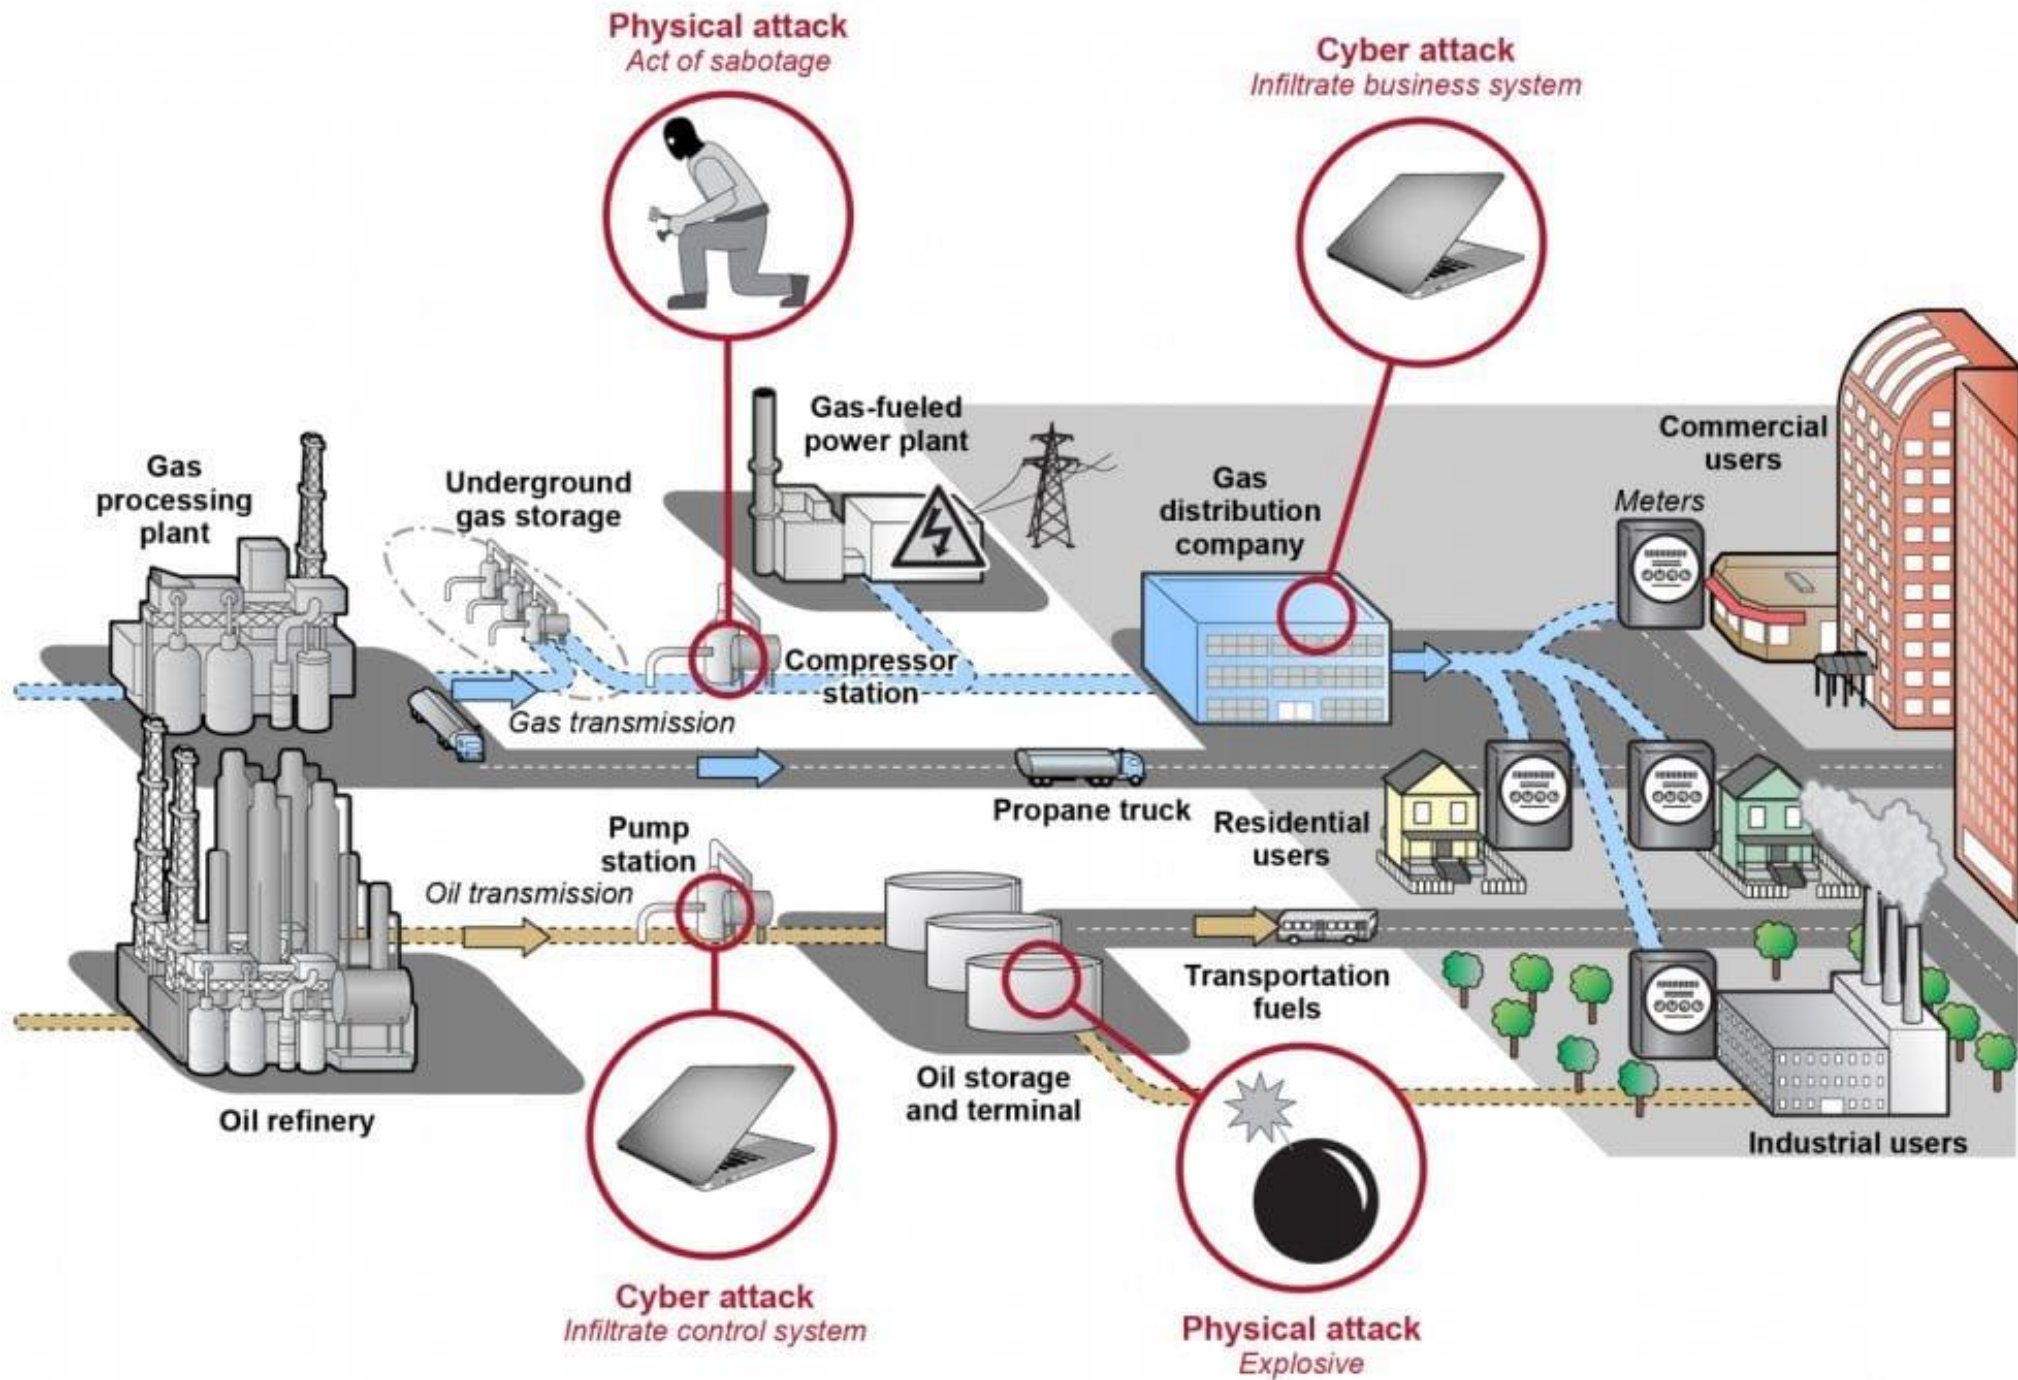 Physical attack
Act of sabotage
Cyber attack
Infiltrate business system
Gas-fueled
power plant
Commercial
users
Gas
processing
plant
Underground
gas storage
Gas
distribution
company
Meters
Compressor
station
Gas transmission
Propane truck
Residential
users
Pump
station
Oil transmission
Transportation
fuels
Oil storage
and terminal
Oil refinery
Industrial users
Cyber attack
Infiltrate control system
Physical attack
Explosive